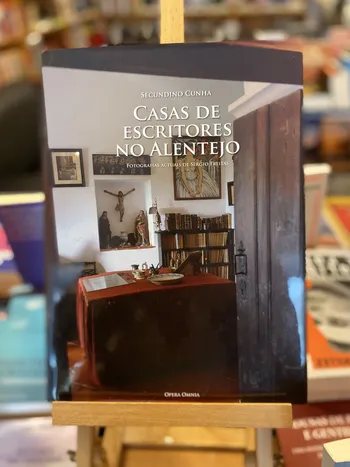 Secundino Cunha
Casas de
escritores
no Alentejo
Fotografias actuais de Sérgio Freitas
Opera Omnia